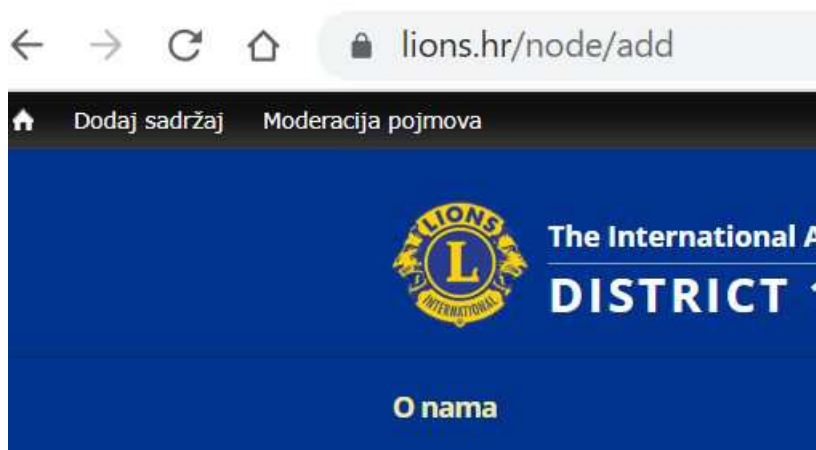 lions.hr/node/add
Dodaj sadržaj Moderacija pojmova
LIONS
L
INTERNATIONAL
The International
DISTRICT
O nama